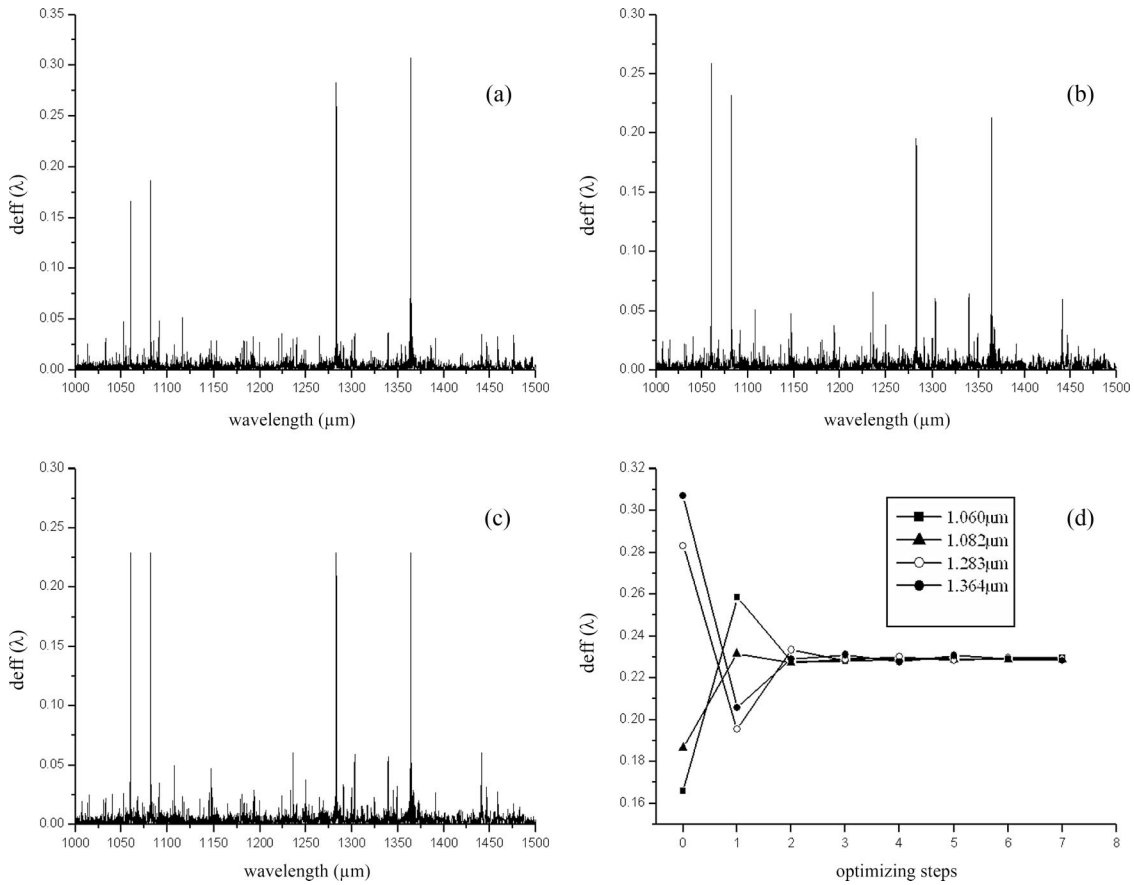 (a)
deff (λ)
0.35
0.30
0.25
0.20
0.15
0.10
0.05
0.00
1000 1050 1100 1150 1200 1250 1300 1350 1400 1450 1500
wavelength (µm)
(b)
deff (λ)
0.30
0.25
0.20
0.15
0.10
0.05
0.00
1000 1050 1100 1150 1200 1250 1300 1350 1400 1450 1500
wavelength (µm)
(c)
deff (λ)
0.30
0.25
0.20
0.15
0.10
0.05
0.00
1000 1050 1100 1150 1200 1250 1300 1350 1400 1450 1500
wavelength (µm)
(d)
deff (λ)
0.32
0.30
0.28
0.26
0.24
0.22
0.20
0.18
0.16
1.060µm
1.082µm
1.283µm
1.364µm
0 1 2 3 4 5 6 7 8
optimizing steps